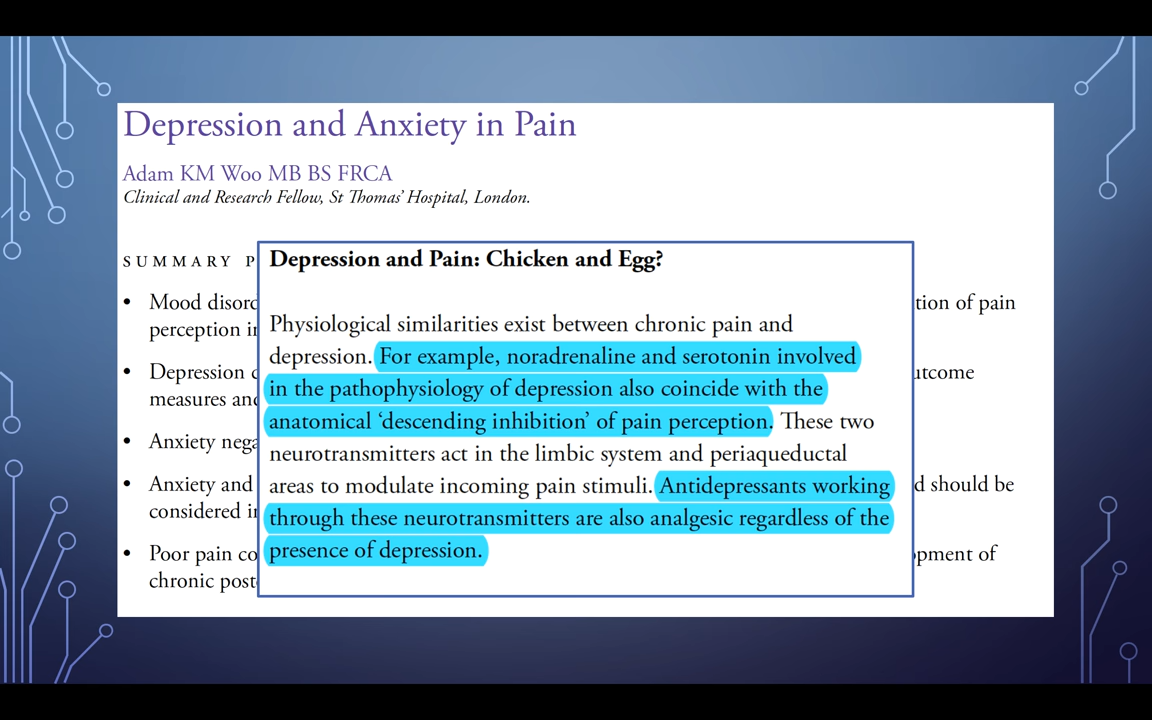 Depression and Anxiety in Pain
Adam KM Woo MB BS FRCA
Clinical and Research Fellow, St Thomas' Hospital, London.
SUMMARY P
Depression and Pain: Chicken and Egg?
Physiological similarities exist between chronic pain and
depression. For example, noradrenaline and serotonin involved
in the pathophysiology of depression also coincide with the
anatomical ‘descending inhibition’ of pain perception. These two
neurotransmitters act in the limbic system and periaqueductal
areas to modulate incoming pain stimuli. Antidepressants working
through these neurotransmitters are also analgesic regardless of the
presence of depression.
• Mood disor tion of pain
perception i
• Depression utcome
measures an
• Anxiety nega
• Anxiety and d should be
considered i
• Poor pain co pment of
chronic post